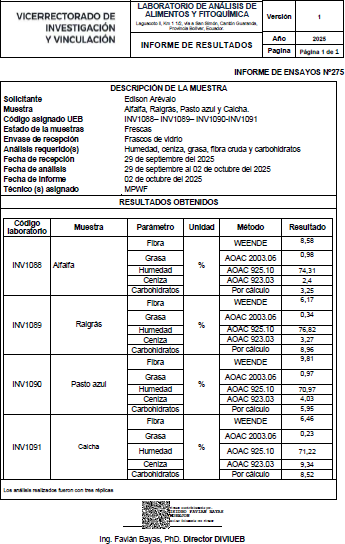 VICERRECTORADO DE
INVESTIGACIÓN
Y VINCULACIÓN
LABORATORIO DE ANÁLISIS DE
ALIMENTOS Y FITOQUÍMICA
Laguacoto II, Km 1 1/2, vía a San Simón, Cantón Guaranda,
Provincia Bolívar, Ecuador.
INFORME DE RESULTADOS
Versión 1
Año 2025
Pagina Página 1 de 1
INFORME DE ENSAYOS Nº275
DESCRIPCIÓN DE LA MUESTRA
Solicitante Edison Arévalo
Muestra Alfalfa, Raigrás, Pasto azul y Calcha.
Código asignado UEB INV1088– INV1089– INV1090-INV1091
Estado de la muestras Frescas
Envase de recepción Frascos de vidrio
Análisis requerido(s) Humedad, ceniza, grasa, fibra cruda y carbohidratos
Fecha de recepción 29 de septiembre del 2025
Fecha de análisis 29 de septiembre al 02 de octubre del 2025
Fecha de informe 02 de octubre del 2025
Técnico (s) asignado MPWF
RESULTADOS OBTENIDOS
Código laboratorio Muestra Parámetro Unidad Método Resultado
INV1088 Alfalfa %
Fibra WEENDE 8,58
Grasa AOAC 2003.06 0,98
Humedad AOAC 925.10 74,31
Ceniza AOAC 923.03 2,4
Carbohidratos Por cálculo 3,25
INV1089 Raigrás %
Fibra WEENDE 6,17
Grasa AOAC 2003.06 0,34
Humedad AOAC 925.10 76,82
Ceniza AOAC 923.03 3,27
Carbohidratos Por cálculo 8,96
INV1090 Pasto azul %
Fibra WEENDE 9,81
Grasa AOAC 2003.06 0,97
Humedad AOAC 925.10 70,97
Ceniza AOAC 923.03 4,03
Carbohidratos Por cálculo 5,95
INV1091 Calcha %
Fibra WEENDE 6,46
Grasa AOAC 2003.06 0,23
Humedad AOAC 925.10 71,22
Ceniza AOAC 923.03 9,34
Carbohidratos Por cálculo 8,52
Los análisis realizados fueron con tres réplicas
Ing. Favián Bayas, PhD. Director DIVIUEB